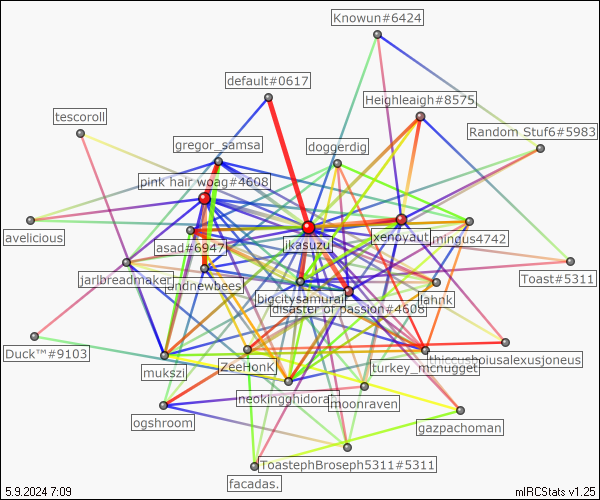 Knowun#6424
default#0617
Heighleaigh#8575
tescoroll
Random Stuf6#5983
gregor_samsa
doggerdig
pink hair woag#4608
avelicious
asad#6947
ikasuzu
xenoyaut
mingus4742
jarlbreadmaker
undnewbees
Toast#5311
bigcitysamurai
lahnk
disaster of passion#4608
Duck™#9103
mukszi
ZeeHonk
turkey_mcnugget
thiccusboiusalexusjoneus
neokingghidorah
moonraven
ogshroom
gazpachoman
ToastephBroseph5311#5311
facadas.
5.9.2024 7:09
mIRCStats v1.25